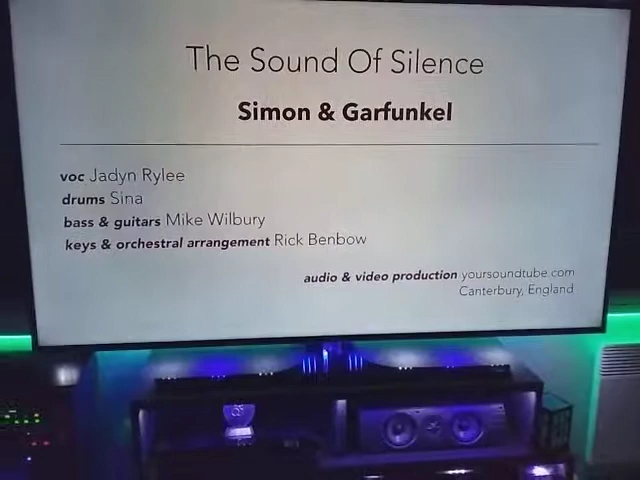 The Sound Of Silence
Simon & Garfunkel
voc Jadyn Rylee
drums Sina
bass & guitars Mike Wilbury
keys & orchestral arrangement Rick Benbow
audio & video production yoursoundtube.com
Canterbury, England